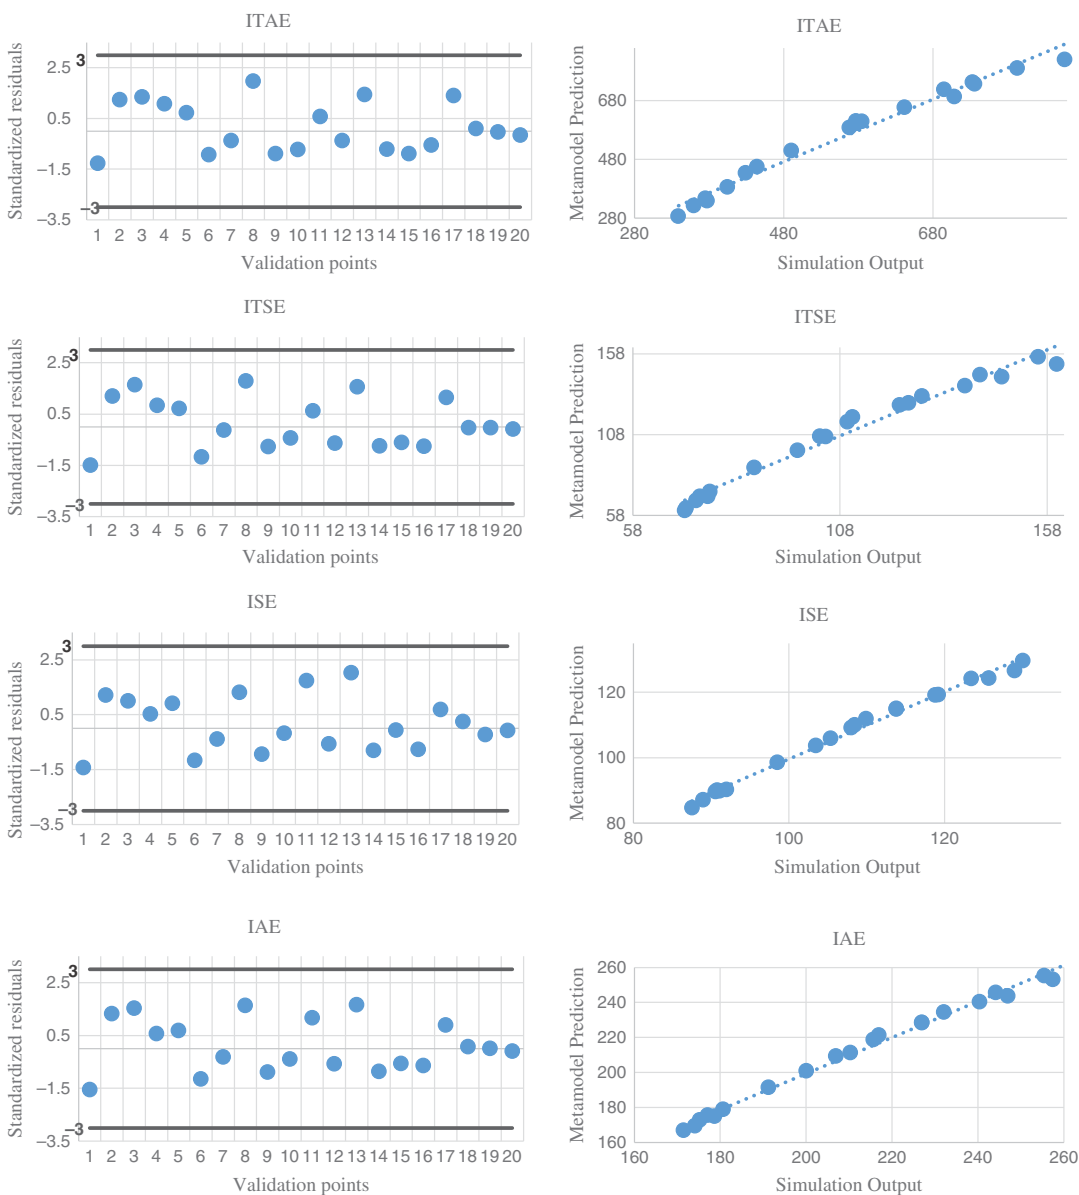 ITAE
Standardized residuals
3
2.5
0.5
−1.5
−3
−3.5
1 2 3 4 5 6 7 8 9 10 11 12 13 14 15 16 17 18 19 20
Validation points
ITAE
Metamodel Prediction
680
480
280
280 480 680
Simulation Output
ITSE
Standardized residuals
3
2.5
0.5
−1.5
−3
−3.5
1 2 3 4 5 6 7 8 9 10 11 12 13 14 15 16 17 18 19 20
Validation points
ITSE
Metamodel Prediction
158
108
58
58 108 158
Simulation Output
ISE
Standardized residuals
3
2.5
0.5
−1.5
−3
−3.5
1 2 3 4 5 6 7 8 9 10 11 12 13 14 15 16 17 18 19 20
Validation points
ISE
Metamodel Prediction
120
100
80
80 100 120
Simulation Output
IAE
Standardized residuals
3
2.5
0.5
−1.5
−3
−3.5
1 2 3 4 5 6 7 8 9 10 11 12 13 14 15 16 17 18 19 20
Validation points
IAE
Metamodel Prediction
260
240
220
200
180
160
160 180 200 220 240 260
Simulation Output